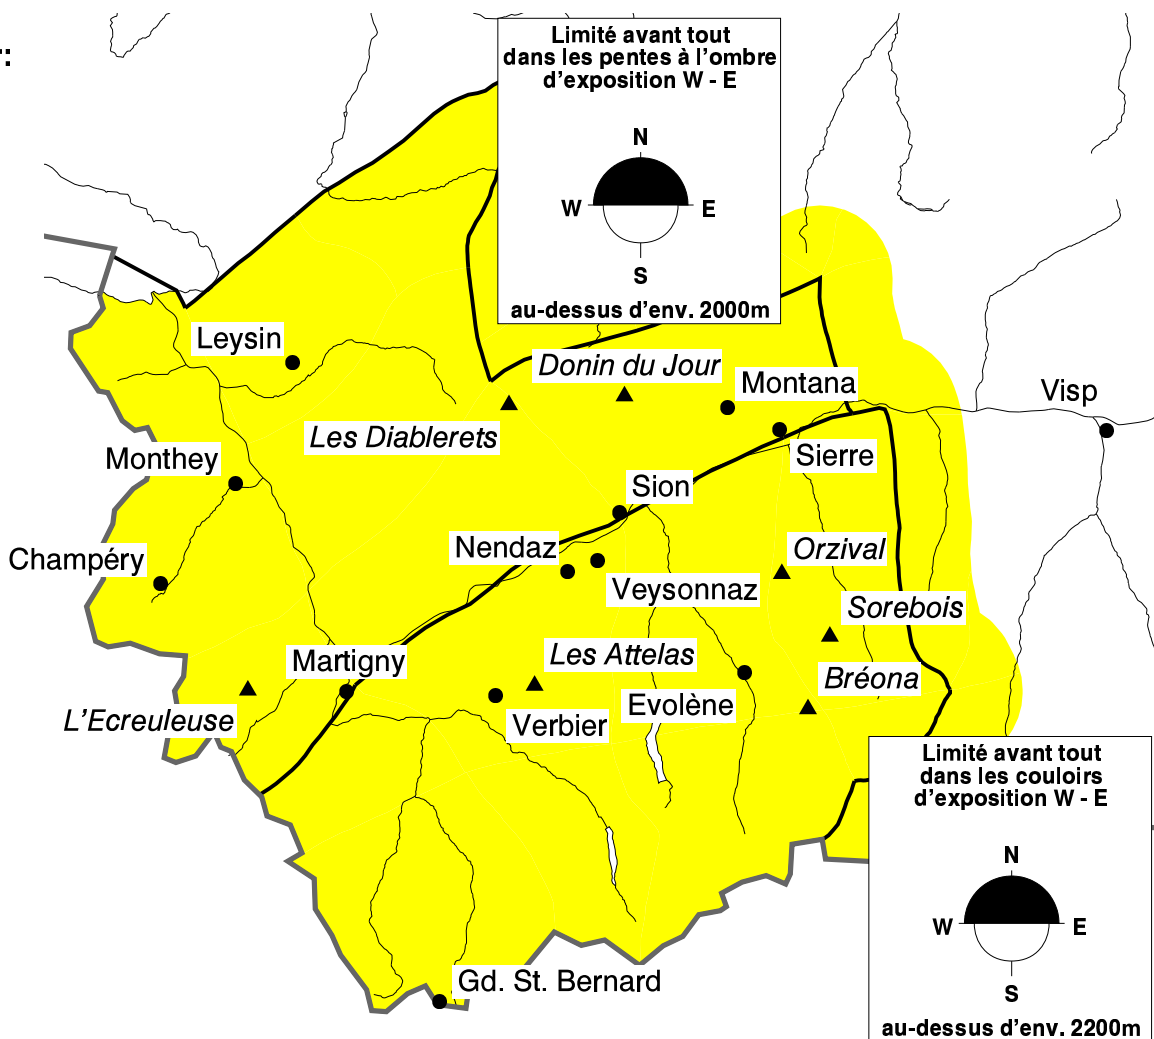 Limité avant tout
dans les pentes à l'ombre
d'exposition W - E
N
W
E
S
au-dessus d'env. 2000m
Leysin
Donin du Jour
Montana
Visp
Les Diablerets
Sierre
Monthey
Sion
Nendaz
Orzival
Champéry
Veysonnaz
Sorebois
Les Attelas
Martigny
Bréona
Evolène
L'Ecreuleuse
Verbier
Limité avant tout
dans les couloirs
d'exposition W - E
N
W
E
S
Gd. St. Bernard
au-dessus d'env. 2200m